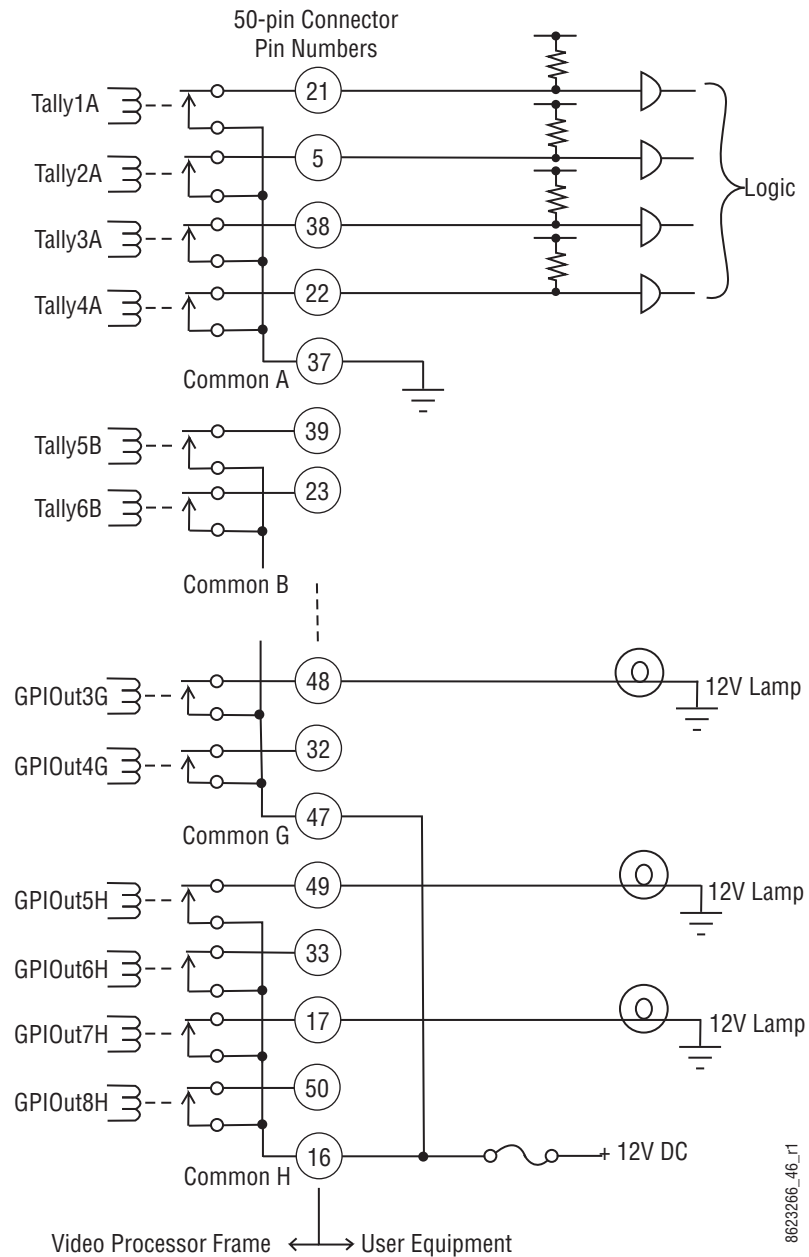 50-pin Connector
Pin Numbers
Tally1A
21
Tally2A
5
Logic
Tally3A
38
Tally4A
22
Common A
37
Tally5B
39
Tally6B
23
Common B
GPIOut3G
48
12V Lamp
GPIOut4G
32
Common G
47
GPIOut5H
49
12V Lamp
GPIOut6H
33
GPIOut7H
17
12V Lamp
GPIOut8H
50
Common H
16
+ 12V DC
Video Processor Frame
User Equipment
8623266_46_r1